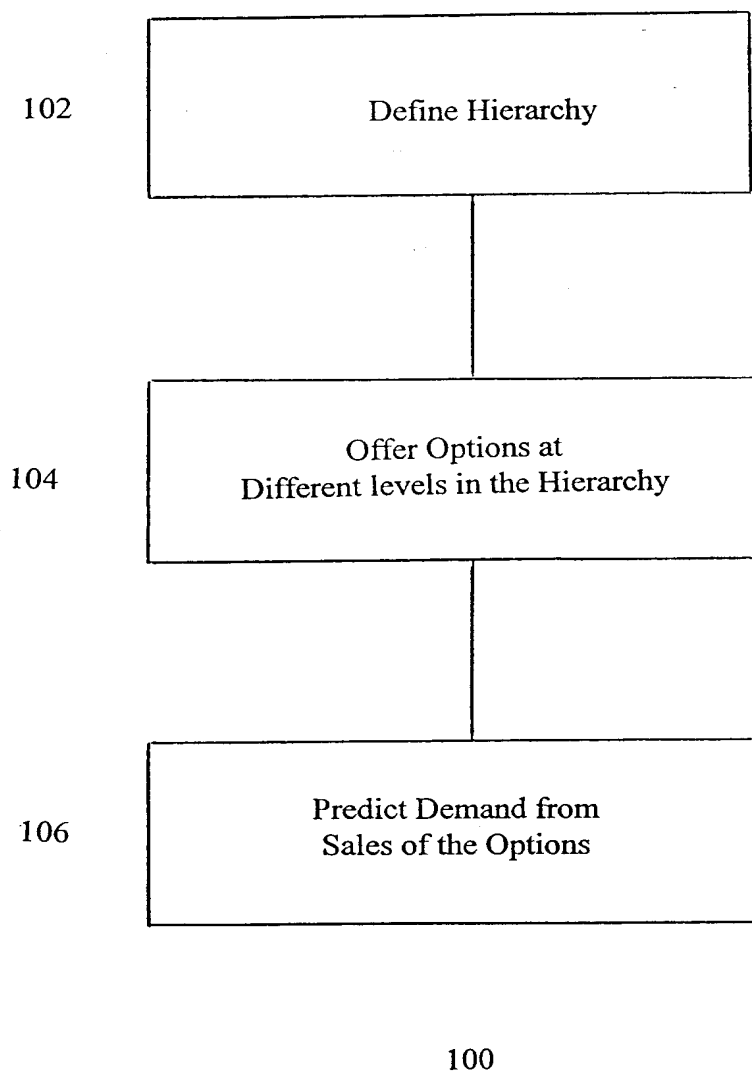 102
Define Hierarchy
104
Offer Options at
Different levels in the Hierarchy
106
Predict Demand from
Sales of the Options
100